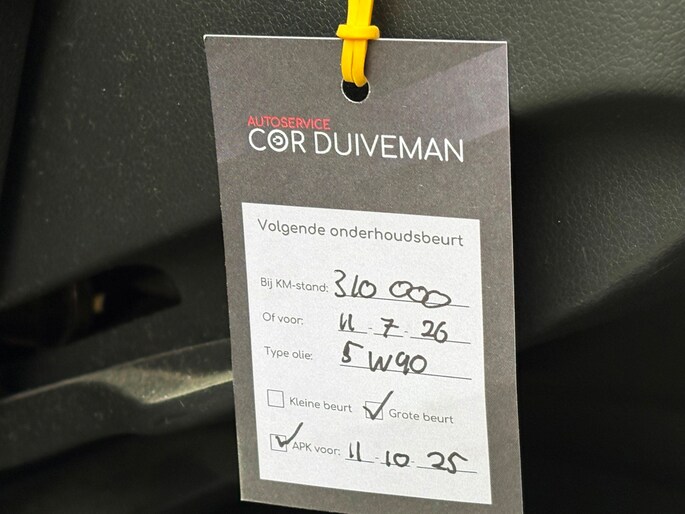 AUTOSERVICE
COR DUIVEMAN
Volgende onderhoudsbeurt
Bij KM-stand: 310 000
Of voor: 11-7-26
Type olie: 5W90
Kleine beurt Grote beurt
APK voor: 11-10-25